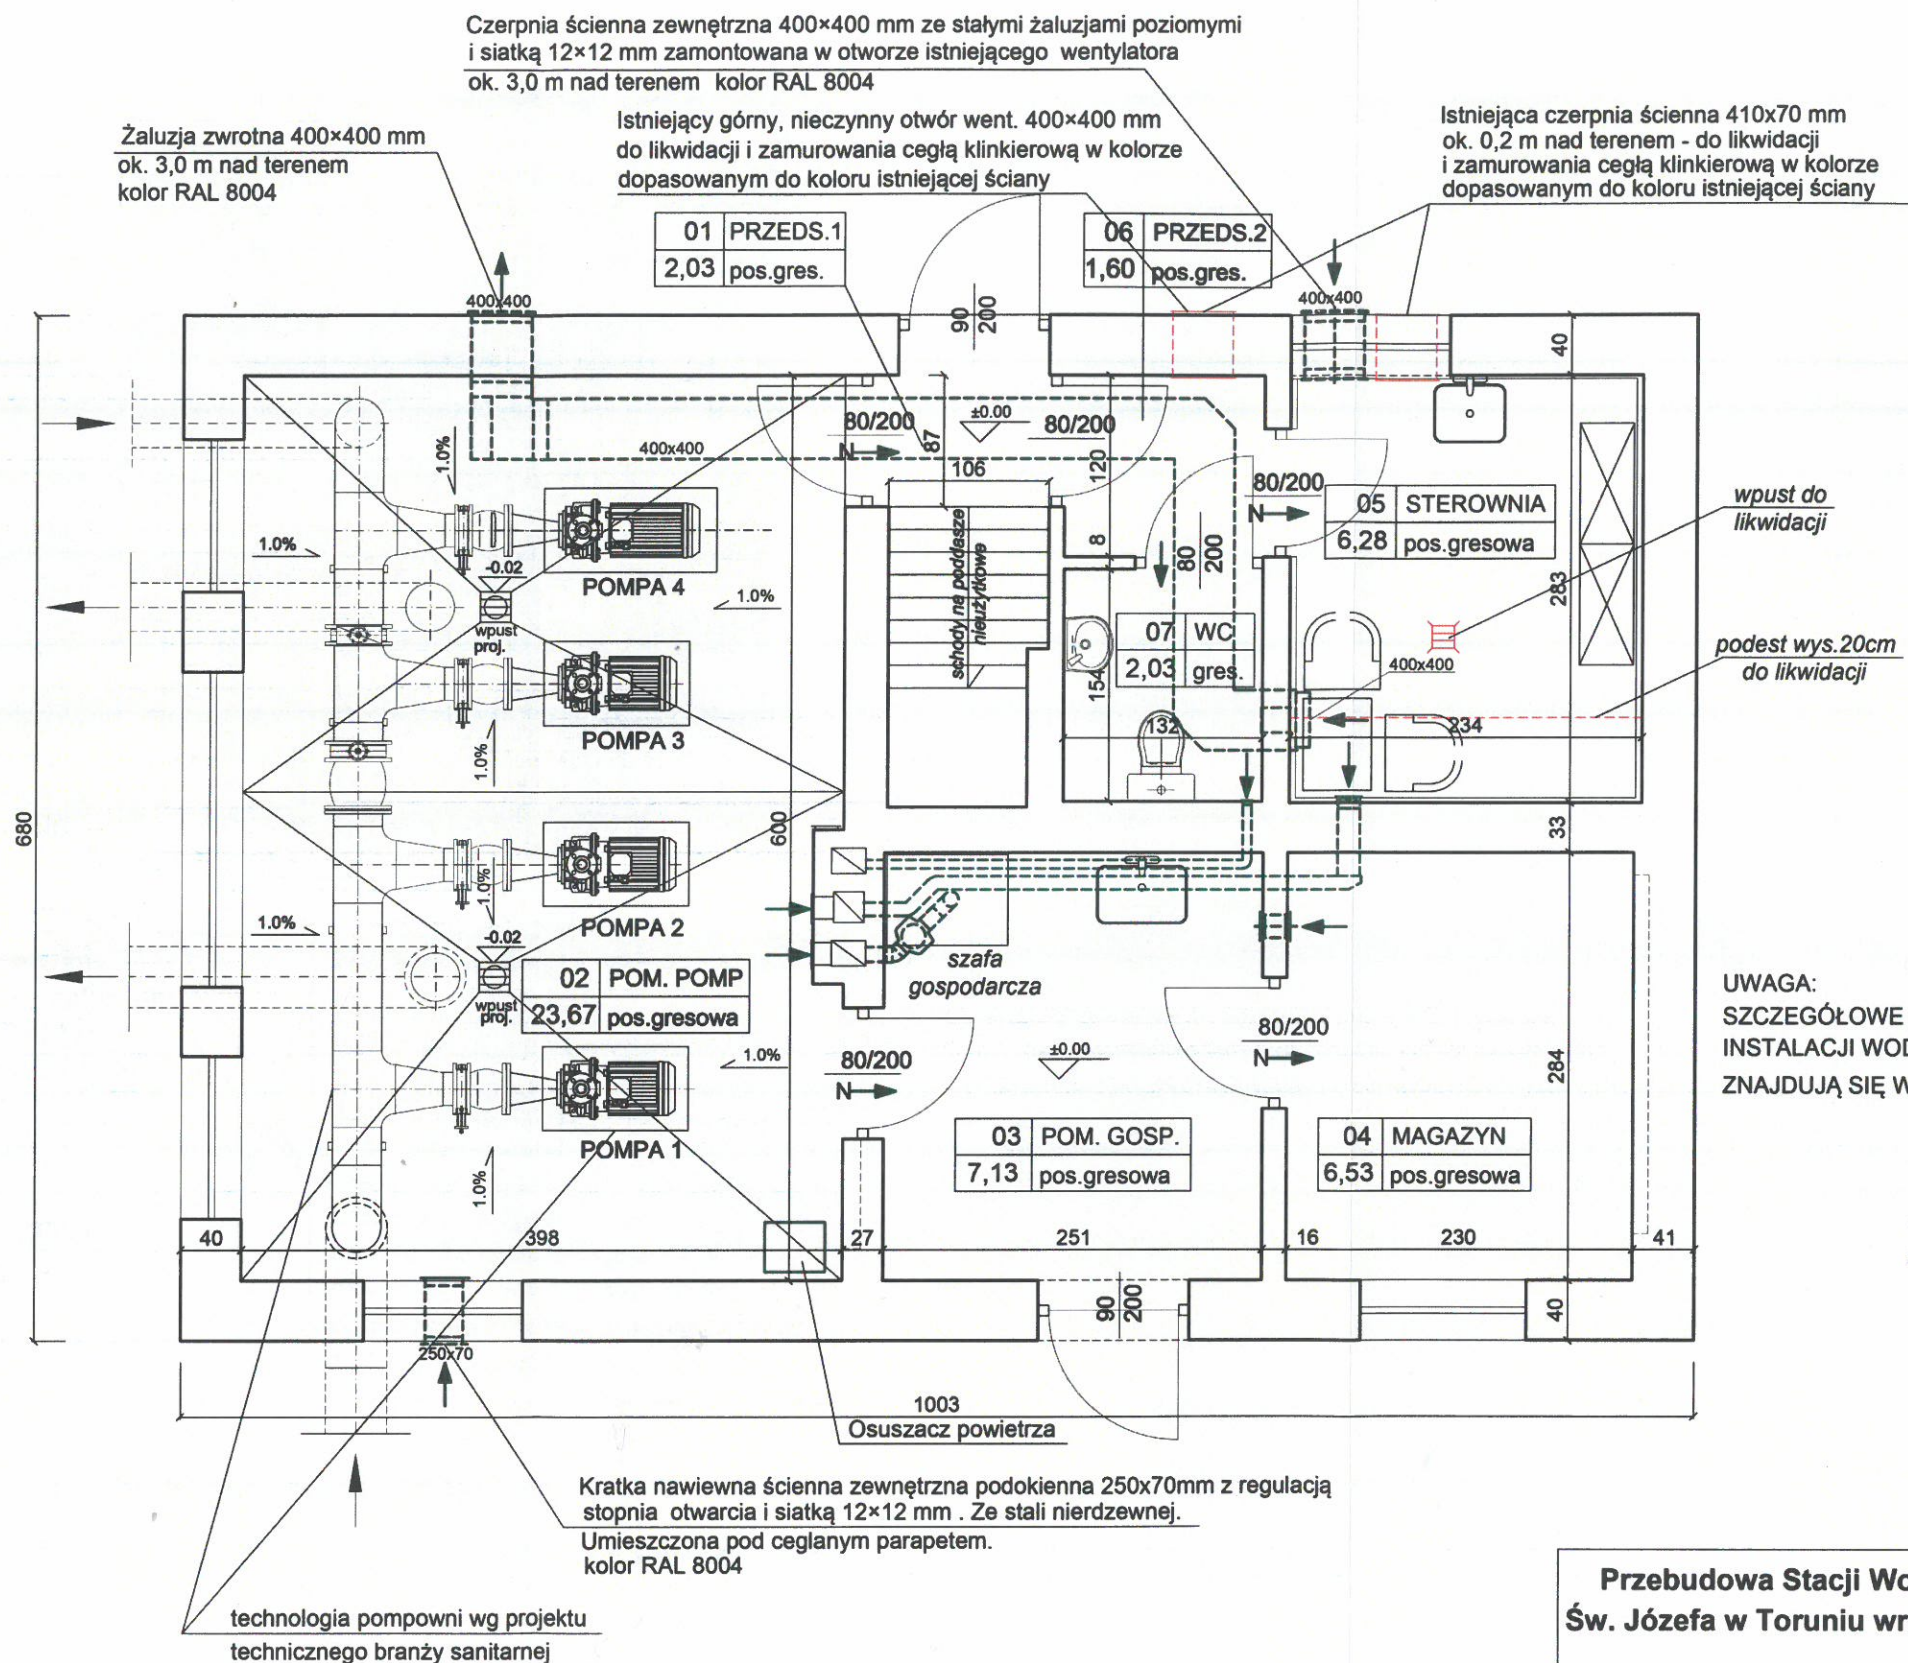 Czerpnia ścienna zewnętrzna 400×400 mm ze stałymi żaluzjami poziomymi
i siatką 12×12 mm zamontowana w otworze istniejącego wentylatora
ok. 3,0 m nad terenem kolor RAL 8004
Żaluzja zwrotna 400×400 mm
ok. 3,0 m nad terenem
kolor RAL 8004
Istniejący górny, nieczynny otwór went. 400×400 mm
do likwidacji i zamurowania cegłą klinkierową w kolorze
dopasowanym do koloru istniejącej ściany
Istniejąca czerpnia ścienna 410x70 mm
ok. 0,2 m nad terenem - do likwidacji
i zamurowania cegłą klinkierową w kolorze
dopasowanym do koloru istniejącej ściany
01 PRZEDS.1
2,03 pos.gres.
06 PRZEDS.2
1,60 pos.gres.
400x400
400x400
90
200
40
80/200
N
±0.00
80/200
87
400x400
106
120
1.0%
80/200
N
05 STEROWNIA
6,28 pos.gresowa
wpust do
likwidacji
1.0%
-0.02
POMPA 4
1.0%
wpust
proj.
schody na poddasze
nieużytkowe
8
80
200
283
07 WC
2,03 gres.
154
400x400
podest wys.20cm
do likwidacji
POMPA 3
1.0%
132
234
680
600
33
1.0%
POMPA 2
1.0%
-0.02
wpust
proj.
02 POM. POMP
23,67 pos.gresowa
szafa
gospodarcza
UWAGA:
SZCZEGÓŁOWE
INSTALACJI WOD
ZNAJDUJĄ SIĘ W
1.0%
80/200
N
±0.00
80/200
N
284
POMPA 1
1.0%
03 POM. GOSP.
7,13 pos.gresowa
04 MAGAZYN
6,53 pos.gresowa
40
398
27
251
16
230
41
90
200
40
250x70
1003
Osuszacz powietrza
Kratka nawiewna ścienna zewnętrzna podokienna 250x70mm z regulacją
stopnia otwarcia i siatką 12×12 mm . Ze stali nierdzewnej.
Umieszczona pod ceglanym parapetem.
kolor RAL 8004
technologia pompowni wg projektu
technicznego branży sanitarnej
Przebudowa Stacji Wo
Św. Józefa w Toruniu wr